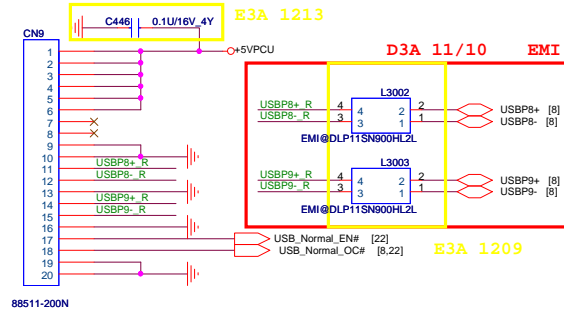 E3A 1213
C446 0.1U/16V_4Y
CN9
+5VPCU
D3A 11/10 EMI
1
2
3
4
5
6
7
8
9
10
11 USBP8+_R
12 USBP8-_R
13
14 USBP9+_R
15 USBP9-_R
16
17 USB_Normal_EN# [22]
18 USB_Normal_OC# [8,22]
19
20
88511-200N
L3002
USBP8+_R 4 4 2 2 USBP8+ [8]
USBP8-_R 3 3 1 1 USBP8- [8]
EMI@DLP11SN900HL2L
L3003
USBP9+_R 4 4 2 2 USBP9+ [8]
USBP9-_R 3 3 1 1 USBP9- [8]
EMI@DLP11SN900HL2L
E3A 1209